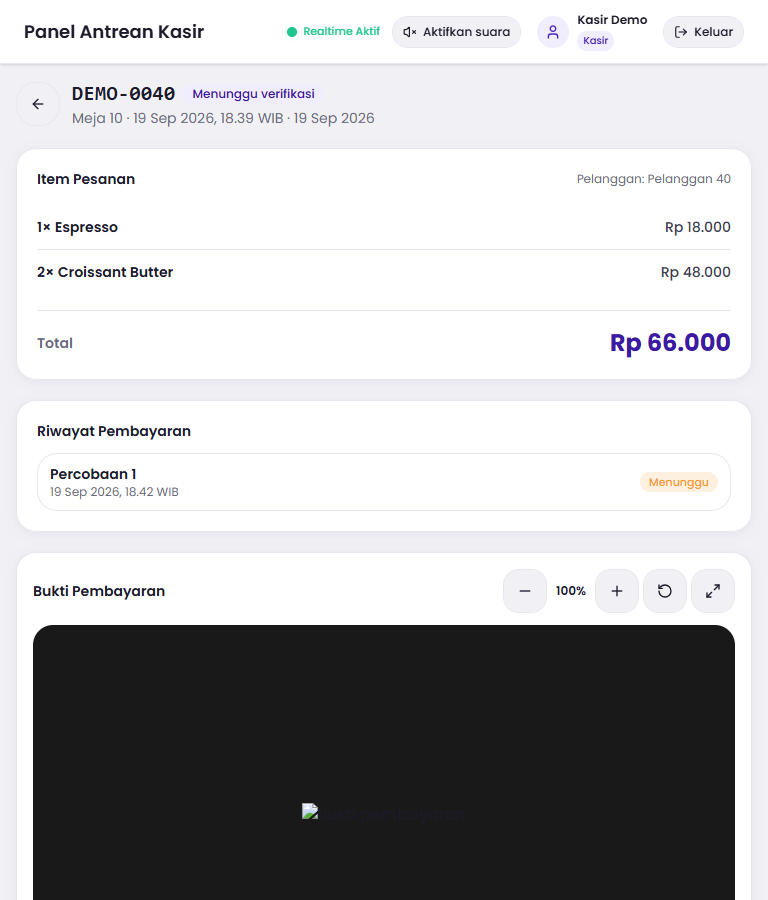 Panel Antrean Kasir
Realtime Aktif
Aktifkan suara
Kasir Demo
Kasir
Keluar
DEMO-0040
Menunggu verifikasi
Meja 10 · 19 Sep 2026, 18.39 WIB · 19 Sep 2026
Item Pesanan
Pelanggan: Pelanggan 40
1× Espresso
Rp 18.000
2× Croissant Butter
Rp 48.000
Total
Rp 66.000
Riwayat Pembayaran
Percobaan 1
19 Sep 2026, 18.42 WIB
Menunggu
Bukti Pembayaran
100%
Bukti pembayaran